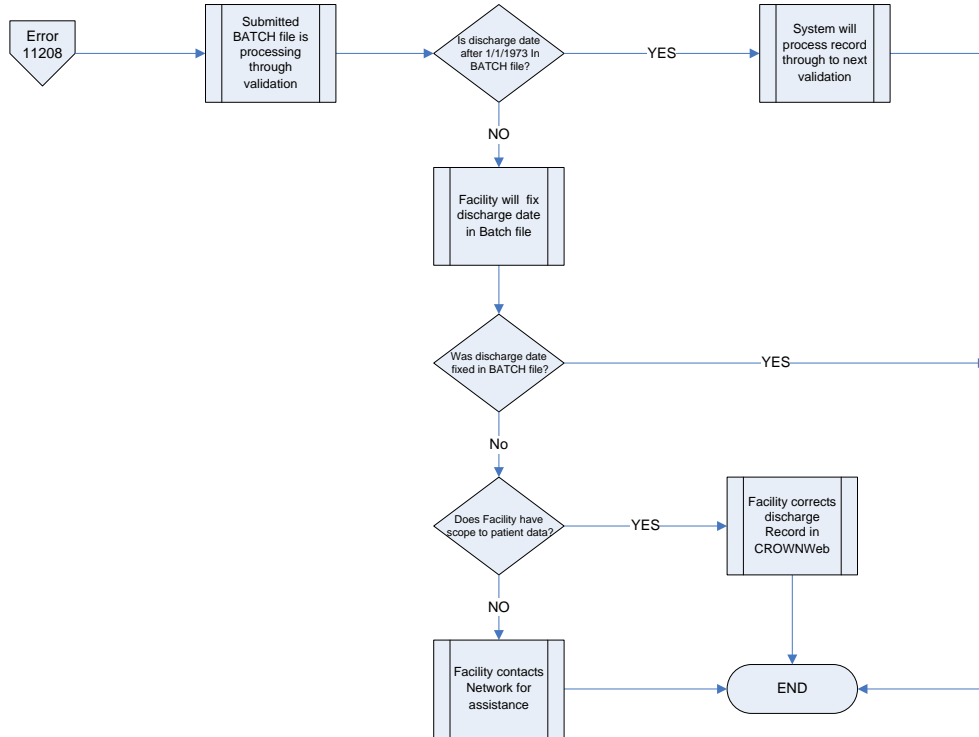 Error
11208
Submitted
BATCH file is
processing
through
validation
Is discharge date
after 1/1/1973 In
BATCH file?
YES
System will
process record
through to next
validation
NO
Facility will fix
discharge date
in Batch file
Was discharge date
fixed in BATCH file?
YES
No
Does Facility have
scope to patient data?
YES
Facility corrects
discharge
Record in
CROWNWeb
NO
Facility contacts
Network for
assistance
END